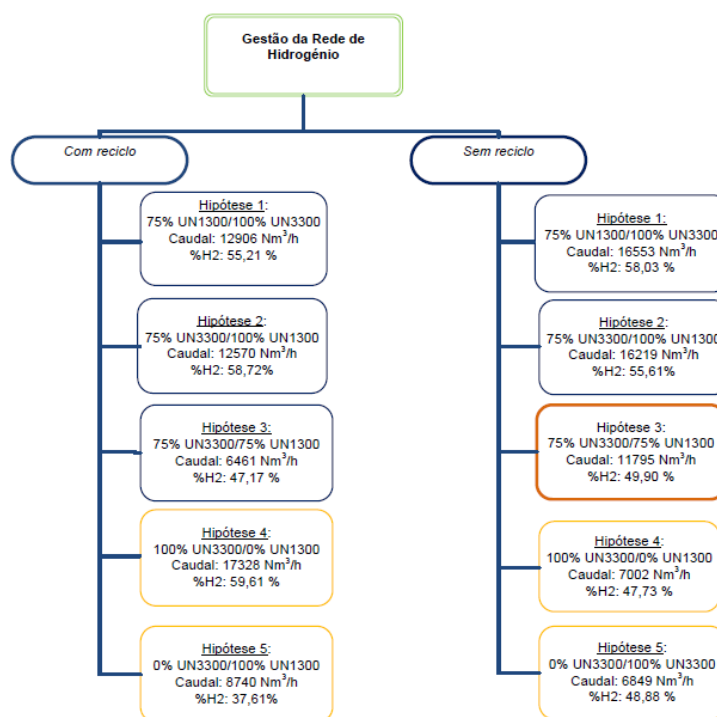 Gestão da Rede de
Hidrogénio
Com reciclo
Sem reciclo
Hipótese 1:
75% UN1300/100% UN3300
Caudal: 12906 Nm³/h
%H2: 55,21 %
Hipótese 2:
75% UN3300/100% UN1300
Caudal: 12570 Nm³/h
%H2: 58,72%
Hipótese 3:
75% UN3300/75% UN1300
Caudal: 6461 Nm³/h
%H2: 47,17 %
Hipótese 4:
100% UN3300/0% UN1300
Caudal: 17328 Nm³/h
%H2: 59,61 %
Hipótese 5:
0% UN3300/100% UN1300
Caudal: 8740 Nm³/h
%H2: 37,61%
Hipótese 1:
75% UN1300/100% UN3300
Caudal: 16553 Nm³/h
%H2: 58,03 %
Hipótese 2:
75% UN3300/100% UN1300
Caudal: 16219 Nm³/h
%H2: 55,61%
Hipótese 3:
75% UN3300/75% UN1300
Caudal: 11795 Nm³/h
%H2: 49,90 %
Hipótese 4:
100% UN3300/0% UN1300
Caudal: 7002 Nm³/h
%H2: 47,73 %
Hipótese 5:
0% UN3300/100% UN3300
Caudal: 6849 Nm³/h
%H2: 48,88 %